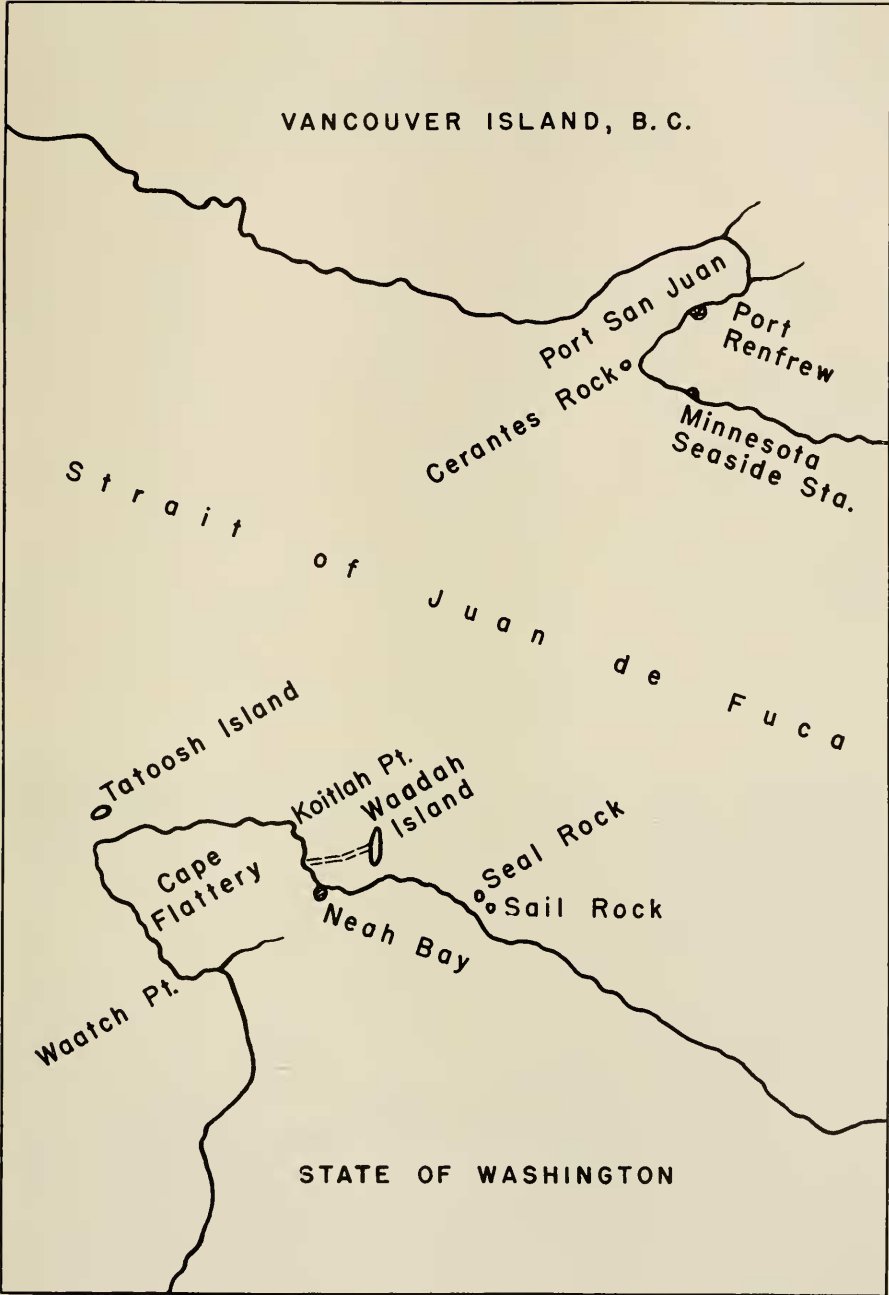 VANCOUVER ISLAND, B.C.
Port San Juan
Port
Renfrew
Cerantes Rock
Minnesota
Seaside Sta.
Strait of Juan de Fuca
Tatoosh Island
Koitlah Pt.
Waadah
Island
Cape
Flattery
Seal Rock
Sail Rock
Neah Bay
Waatch Pt.
STATE OF WASHINGTON